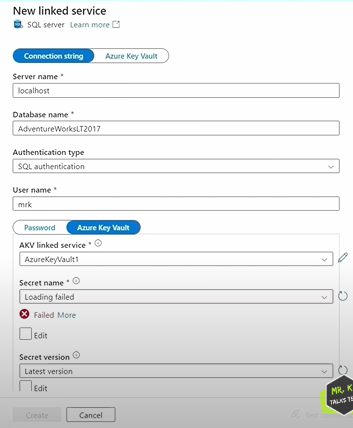 New linked service
SQL server Learn more
Connection string Azure Key Vault
Server name *
localhost
Database name *
AdventureWorksLT2017
Authentication type
SQL authentication
User name *
mrk
Password Azure Key Vault
AKV linked service *
AzureKeyVault1
Secret name *
Loading failed
Failed More
Edit
Secret version
Latest version
Edit
Create Cancel
MR. K
TALKS TE